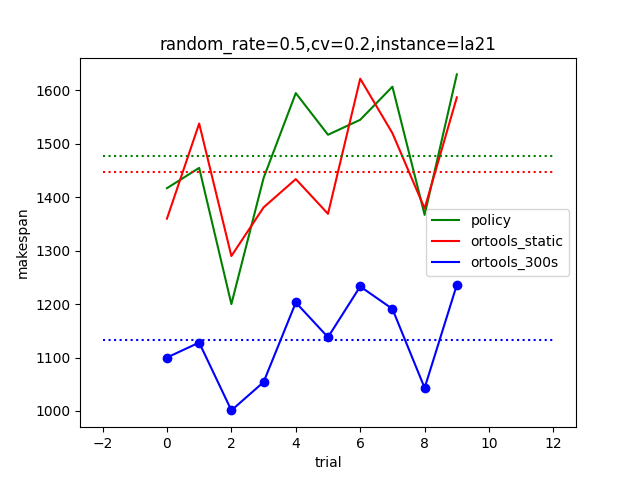 random_rate=0.5,cv=0.2,instance=la21
makespan
1600
1500
1400
1300
1200
1100
1000
policy
ortools_static
ortools_300s
−2 0 2 4 6 8 10 12
trial